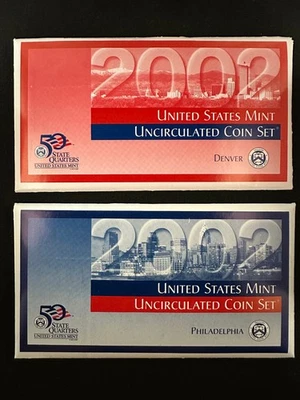 2002
UNITED STATES MINT
UNCIRCULATED COIN SET
DENVER
50
STATE
QUARTERS
UNITED STATES MINT
2002
UNITED STATES MINT
UNCIRCULATED COIN SET
PHILADELPHIA
50
STATE
QUARTERS
UNITED STATES MINT